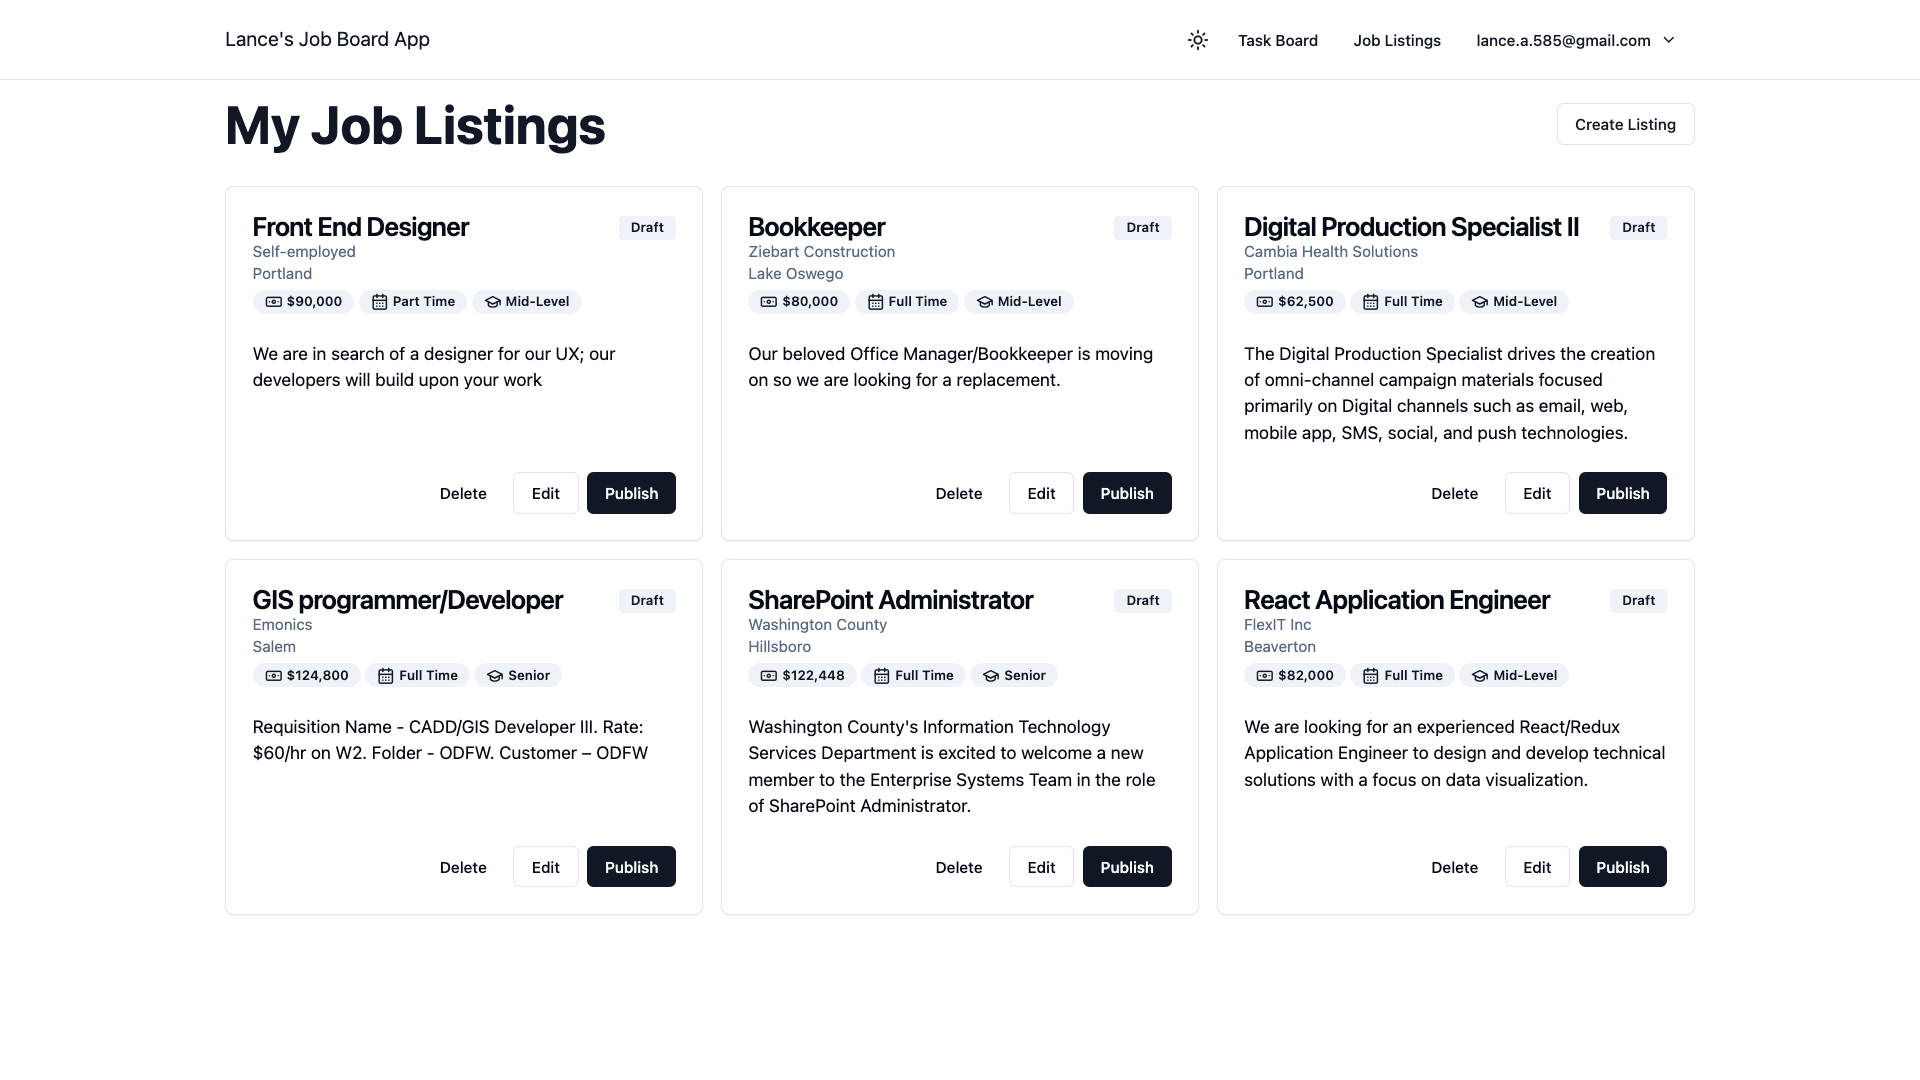 Lance's Job Board App
Task Board
Job Listings
lance.a.585@gmail.com
My Job Listings
Create Listing
Front End Designer
Draft
Self-employed
Portland
$90,000
Part Time
Mid-Level
We are in search of a designer for our UX; our
developers will build upon your work
Delete
Edit
Publish
Bookkeeper
Draft
Ziebart Construction
Lake Oswego
$80,000
Full Time
Mid-Level
Our beloved Office Manager/Bookkeeper is moving
on so we are looking for a replacement.
Delete
Edit
Publish
Digital Production Specialist II
Draft
Cambia Health Solutions
Portland
$62,500
Full Time
Mid-Level
The Digital Production Specialist drives the creation
of omni-channel campaign materials focused
primarily on Digital channels such as email, web,
mobile app, SMS, social, and push technologies.
Delete
Edit
Publish
GIS programmer/Developer
Draft
Emonics
Salem
$124,800
Full Time
Senior
Requisition Name - CADD/GIS Developer III. Rate:
$60/hr on W2. Folder - ODFW. Customer – ODFW
Delete
Edit
Publish
SharePoint Administrator
Draft
Washington County
Hillsboro
$122,448
Full Time
Senior
Washington County's Information Technology
Services Department is excited to welcome a new
member to the Enterprise Systems Team in the role
of SharePoint Administrator.
Delete
Edit
Publish
React Application Engineer
Draft
FlexIT Inc
Beaverton
$82,000
Full Time
Mid-Level
We are looking for an experienced React/Redux
Application Engineer to design and develop technical
solutions with a focus on data visualization.
Delete
Edit
Publish